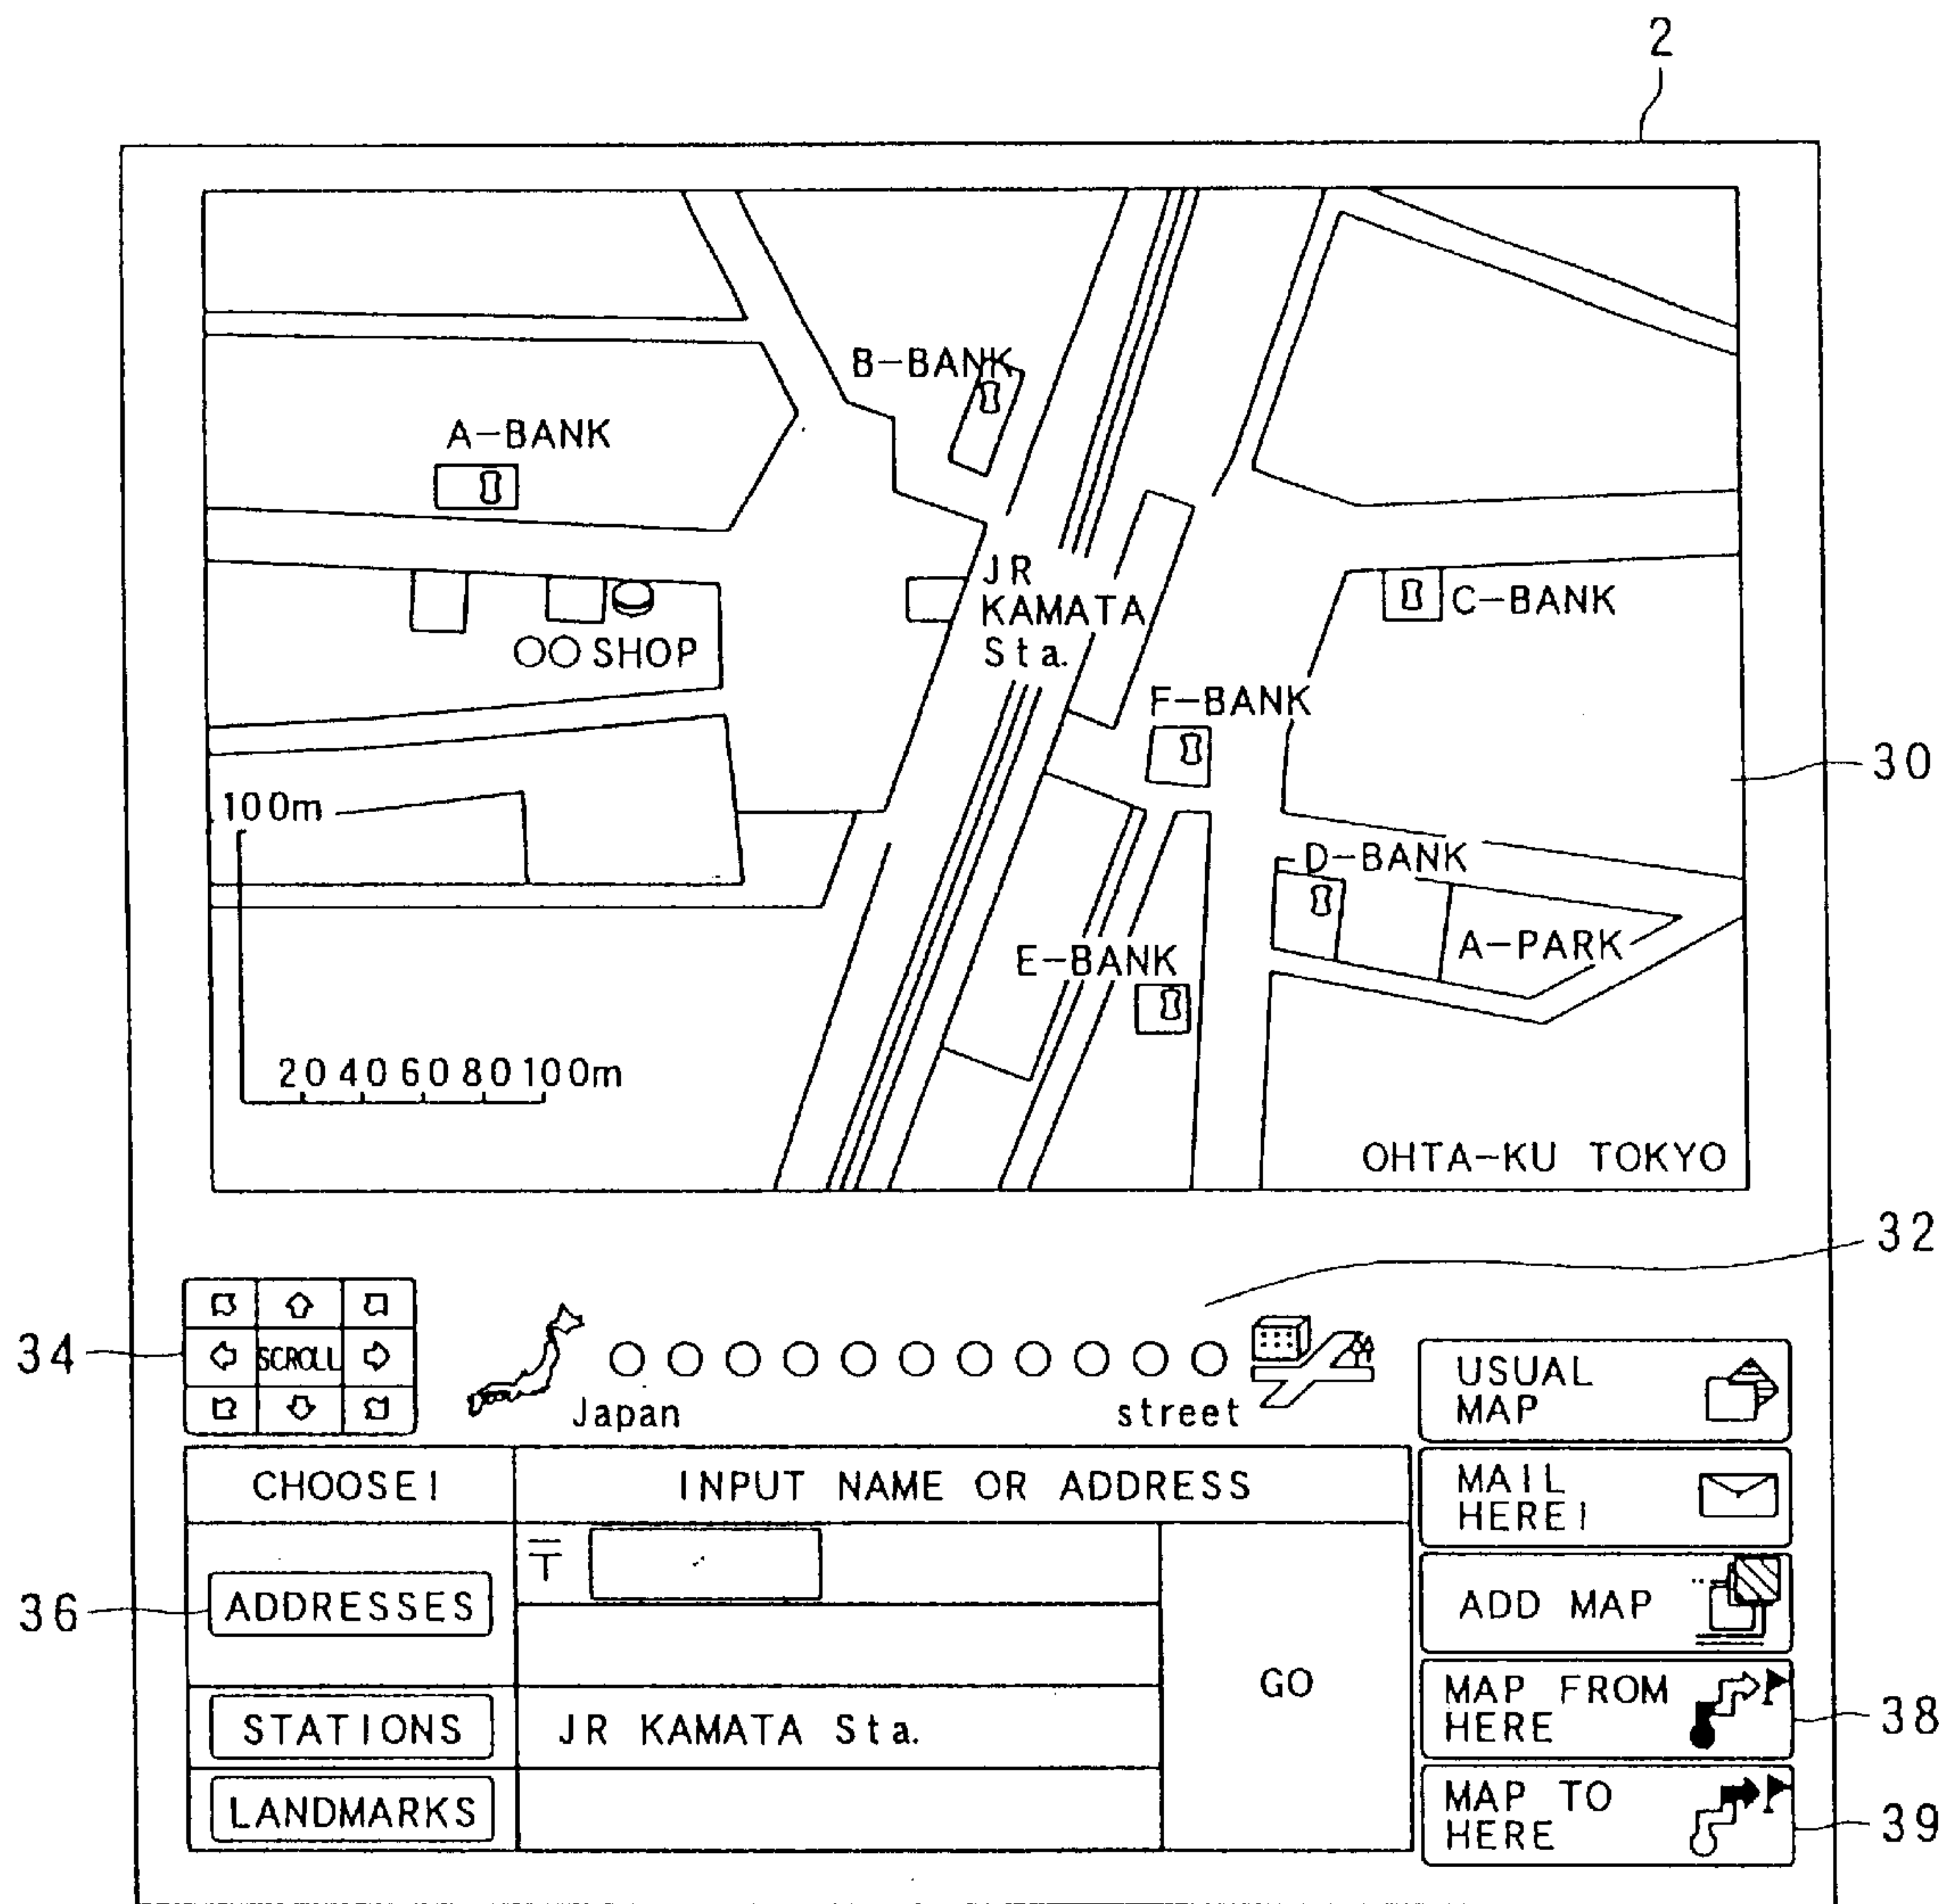 2
B-BANK
A-BANK
JR
KAMATA
Sta.
C-BANK
○○ SHOP
F-BANK
30
100m
D-BANK
A-PARK
E-BANK
20 40 60 80 100m
OHTA-KU TOKYO
32
34
SCROLL
Japan
street
USUAL
MAP
CHOOSE!
INPUT NAME OR ADDRESS
MAIL
HERE!
〒
36
ADDRESSES
ADD MAP
GO
MAP FROM
HERE
38
STATIONS
JR KAMATA Sta.
LANDMARKS
MAP TO
HERE
39